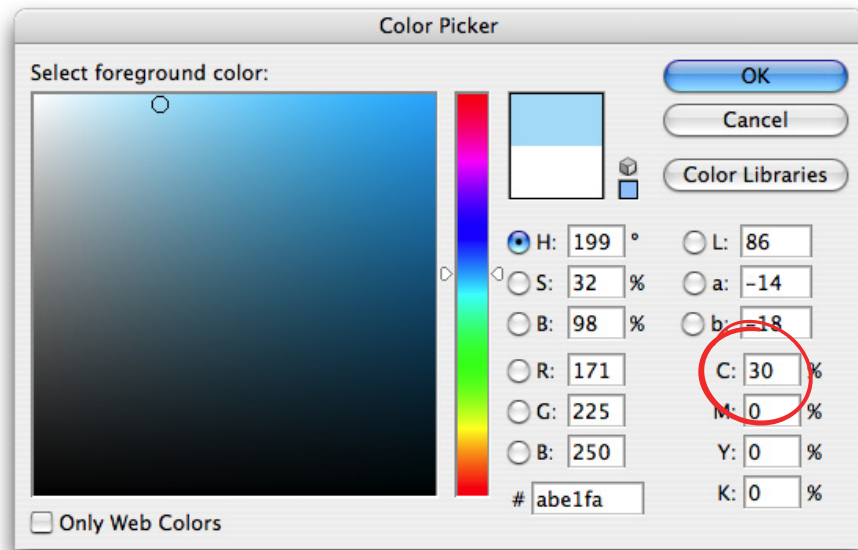 Color Picker
Select foreground color:
OK
Cancel
Color Libraries
H: 199 °
S: 32 %
B: 98 %
R: 171
G: 225
B: 250
# abe1fa
L: 86
a: -14
b: -18
C: 30 %
M: 0 %
Y: 0 %
K: 0 %
Only Web Colors